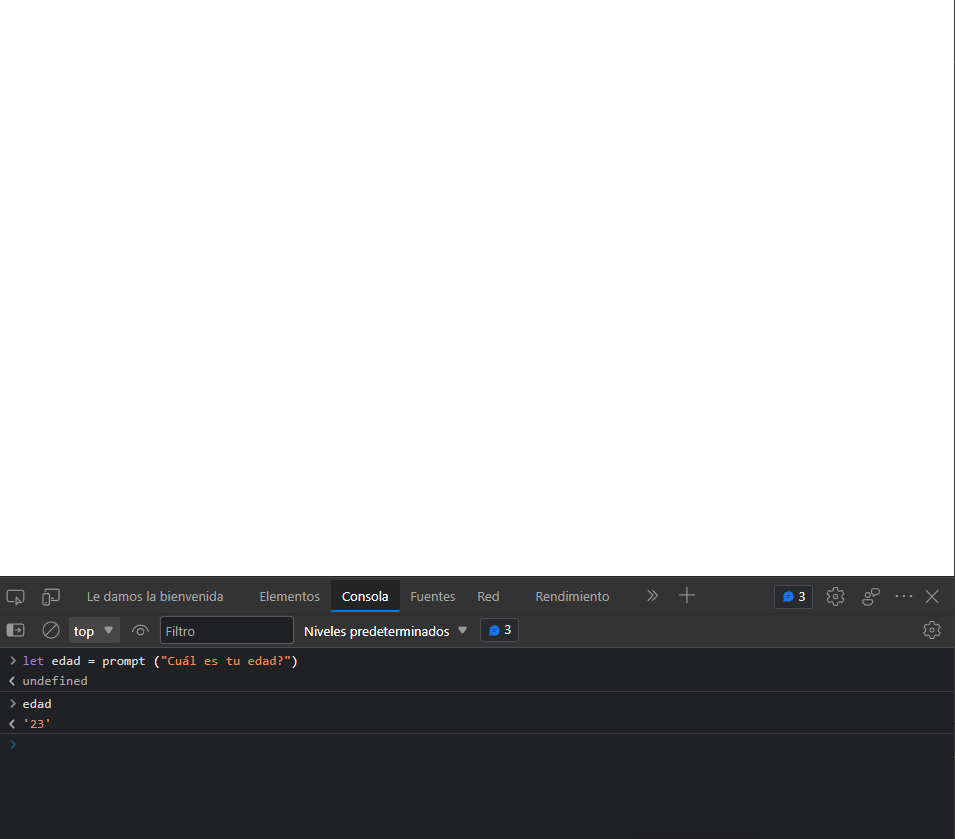 Le damos la bienvenida Elementos Consola Fuentes Red Rendimiento 3
top Filtro Niveles predeterminados 3
let edad = prompt ("Cuál es tu edad?")
undefined
edad
'23'